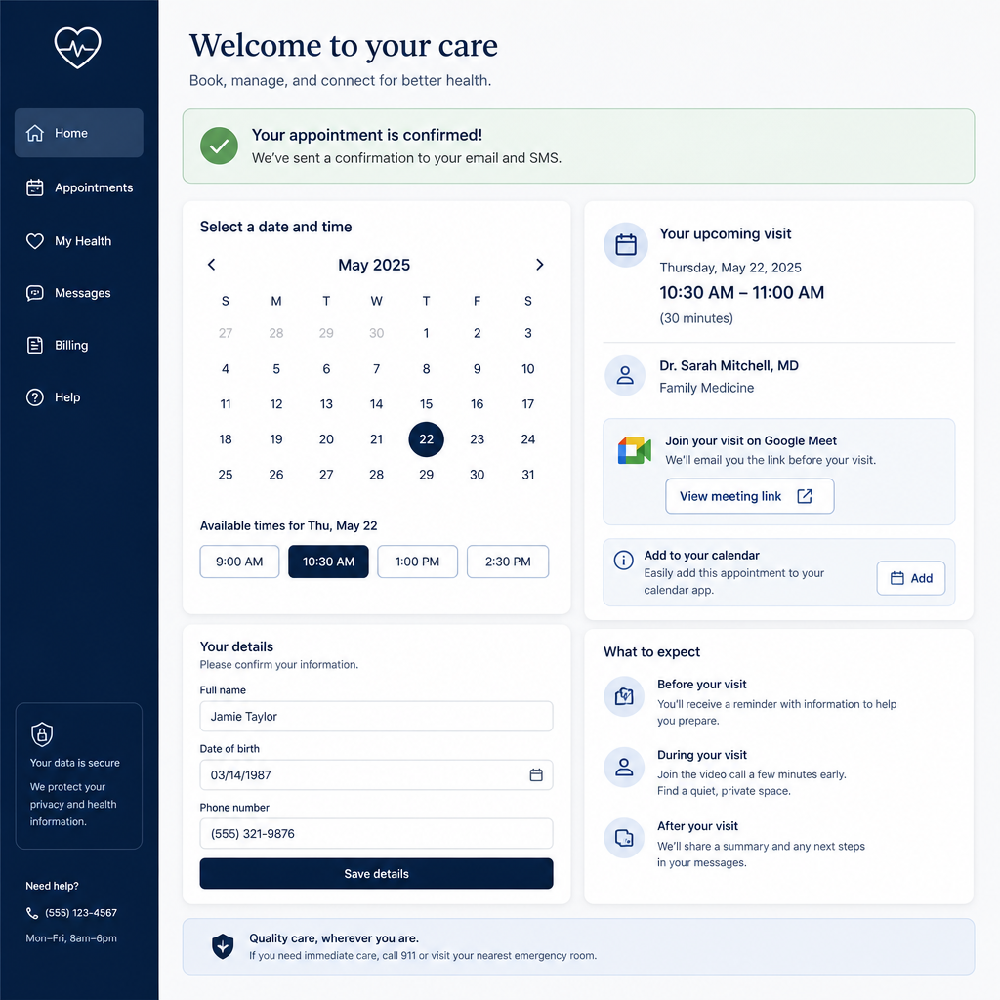 Home
Appointments
My Health
Messages
Billing
Help
Your data is secure
We protect your
privacy and health
information.
Need help?
(555) 123-4567
Mon–Fri, 8am–6pm
Welcome to your care
Book, manage, and connect for better health.
Your appointment is confirmed!
We've sent a confirmation to your email and SMS.
Select a date and time
May 2025
S M T W T F S
27 28 29 30 1 2 3
4 5 6 7 8 9 10
11 12 13 14 15 16 17
18 19 20 21 22 23 24
25 26 27 28 29 30 31
Available times for Thu, May 22
9:00 AM 10:30 AM 1:00 PM 2:30 PM
Your upcoming visit
Thursday, May 22, 2025
10:30 AM – 11:00 AM
(30 minutes)
Dr. Sarah Mitchell, MD
Family Medicine
Join your visit on Google Meet
We'll email you the link before your visit.
View meeting link
Add to your calendar
Easily add this appointment to your
calendar app.
Add
Your details
Please confirm your information.
Full name
Jamie Taylor
Date of birth
03/14/1987
Phone number
(555) 321-9876
Save details
What to expect
Before your visit
You'll receive a reminder with information to help
you prepare.
During your visit
Join the video call a few minutes early.
Find a quiet, private space.
After your visit
We'll share a summary and any next steps
in your messages.
Quality care, wherever you are.
If you need immediate care, call 911 or visit your nearest emergency room.